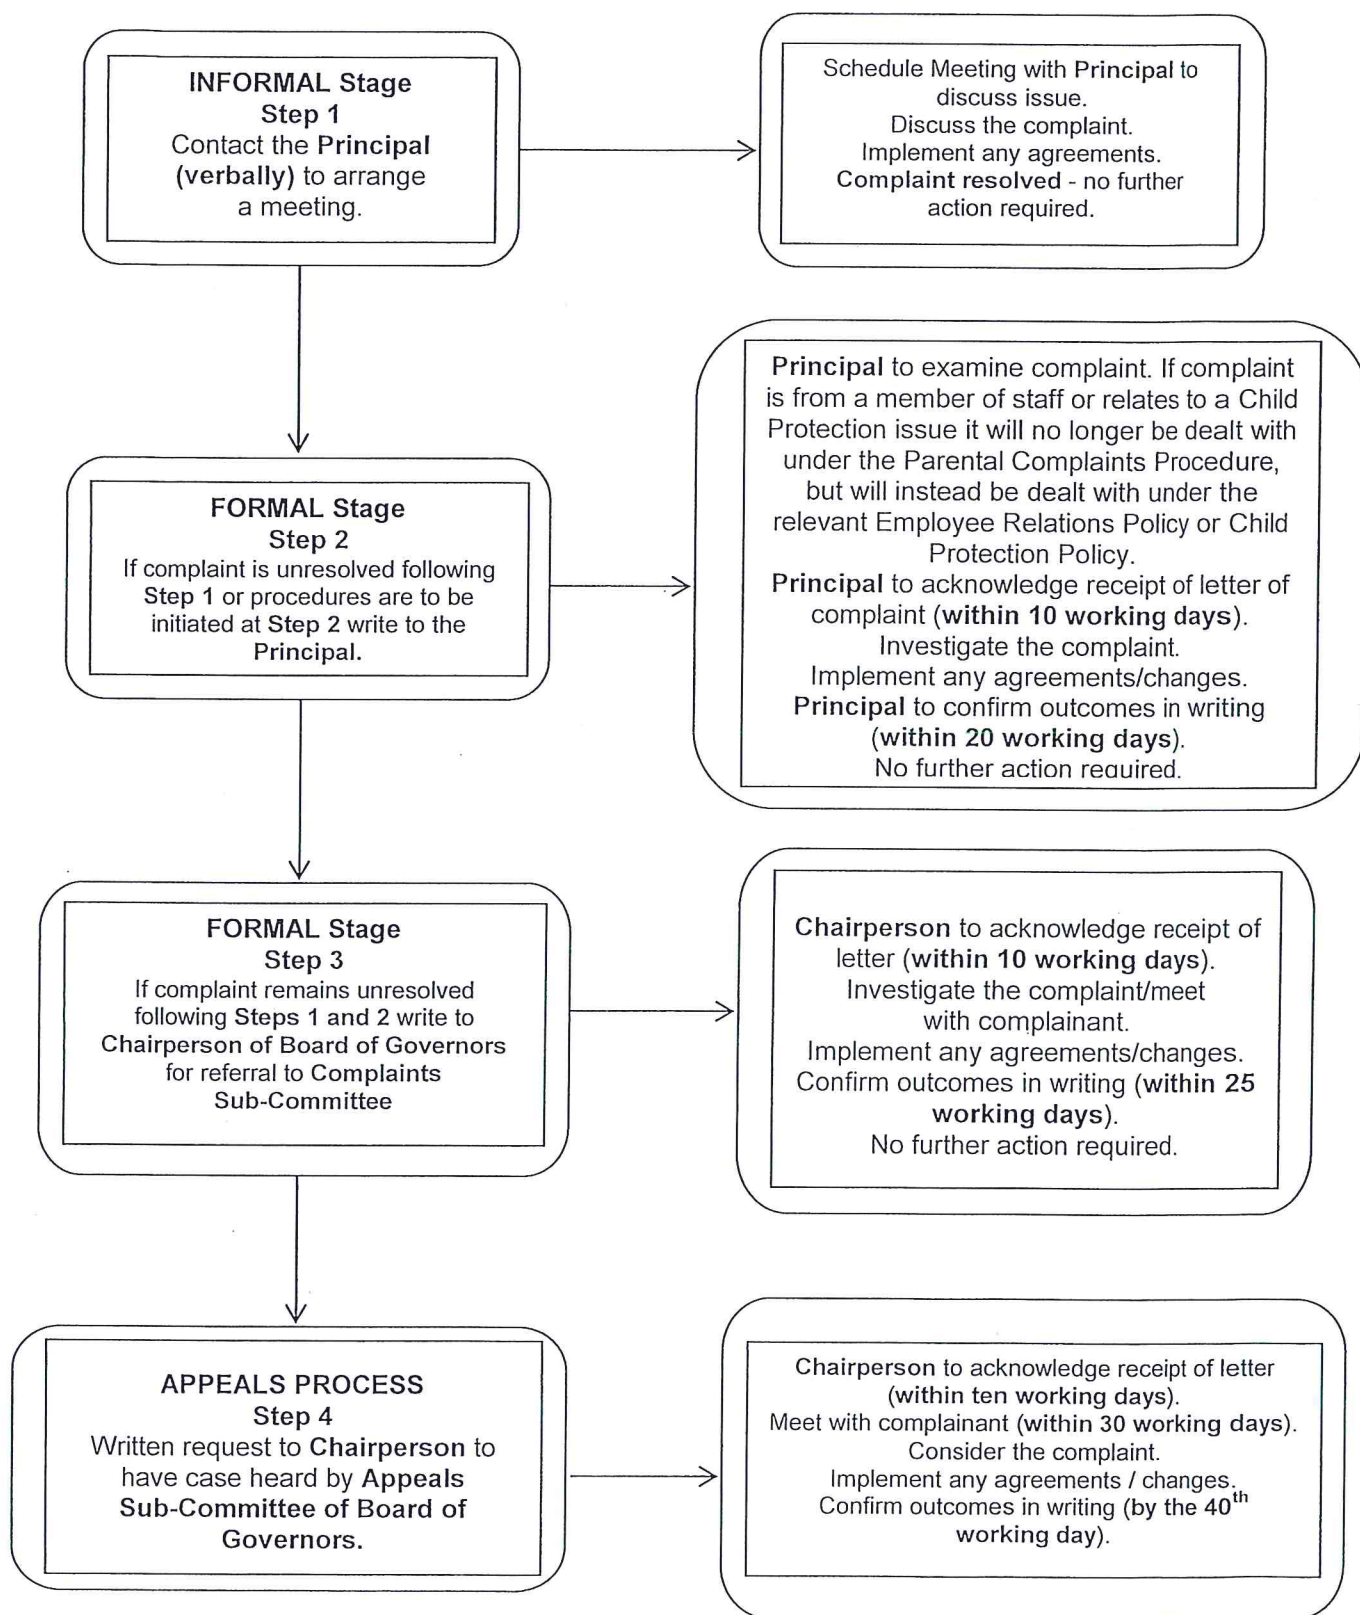 INFORMAL Stage
Step 1
Contact the Principal
(verbally) to arrange
a meeting.
Schedule Meeting with Principal to
discuss issue.
Discuss the complaint.
Implement any agreements.
Complaint resolved - no further
action required.
FORMAL Stage
Step 2
If complaint is unresolved following
Step 1 or procedures are to be
initiated at Step 2 write to the
Principal.
Principal to examine complaint. If complaint
is from a member of staff or relates to a Child
Protection issue it will no longer be dealt with
under the Parental Complaints Procedure,
but will instead be dealt with under the
relevant Employee Relations Policy or Child
Protection Policy.
Principal to acknowledge receipt of letter of
complaint (within 10 working days).
Investigate the complaint.
Implement any agreements/changes.
Principal to confirm outcomes in writing
(within 20 working days).
No further action required.
FORMAL Stage
Step 3
If complaint remains unresolved
following Steps 1 and 2 write to
Chairperson of Board of Governors
for referral to Complaints
Sub-Committee
Chairperson to acknowledge receipt of
letter (within 10 working days).
Investigate the complaint/meet
with complainant.
Implement any agreements/changes.
Confirm outcomes in writing (within 25
working days).
No further action required.
APPEALS PROCESS
Step 4
Written request to Chairperson to
have case heard by Appeals
Sub-Committee of Board of
Governors.
Chairperson to acknowledge receipt of letter
(within ten working days).
Meet with complainant (within 30 working days).
Consider the complaint.
Implement any agreements / changes.
Confirm outcomes in writing (by the 40th
working day).